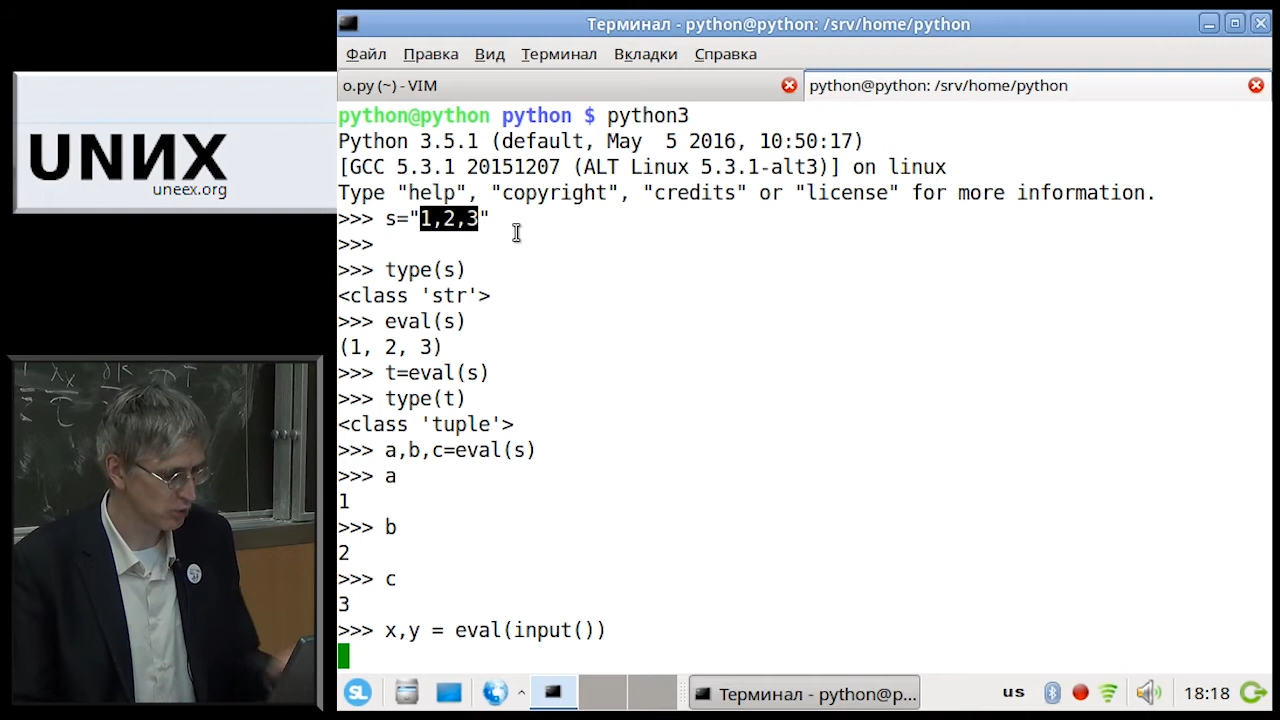 UNИX
uneex.org
Терминал - python@python: /srv/home/python
Файл Правка Вид Терминал Вкладки Справка
o.py (~) - VIM
python@python: /srv/home/python
python@python python $ python3
Python 3.5.1 (default, May  5 2016, 10:50:17)
[GCC 5.3.1 20151207 (ALT Linux 5.3.1-alt3)] on linux
Type "help", "copyright", "credits" or "license" for more information.
>>> s="1,2,3"
>>>
>>> type(s)
<class 'str'>
>>> eval(s)
(1, 2, 3)
>>> t=eval(s)
>>> type(t)
<class 'tuple'>
>>> a,b,c=eval(s)
>>> a
1
>>> b
2
>>> c
3
>>> x,y = eval(input())
Терминал - python@p...
us
18:18